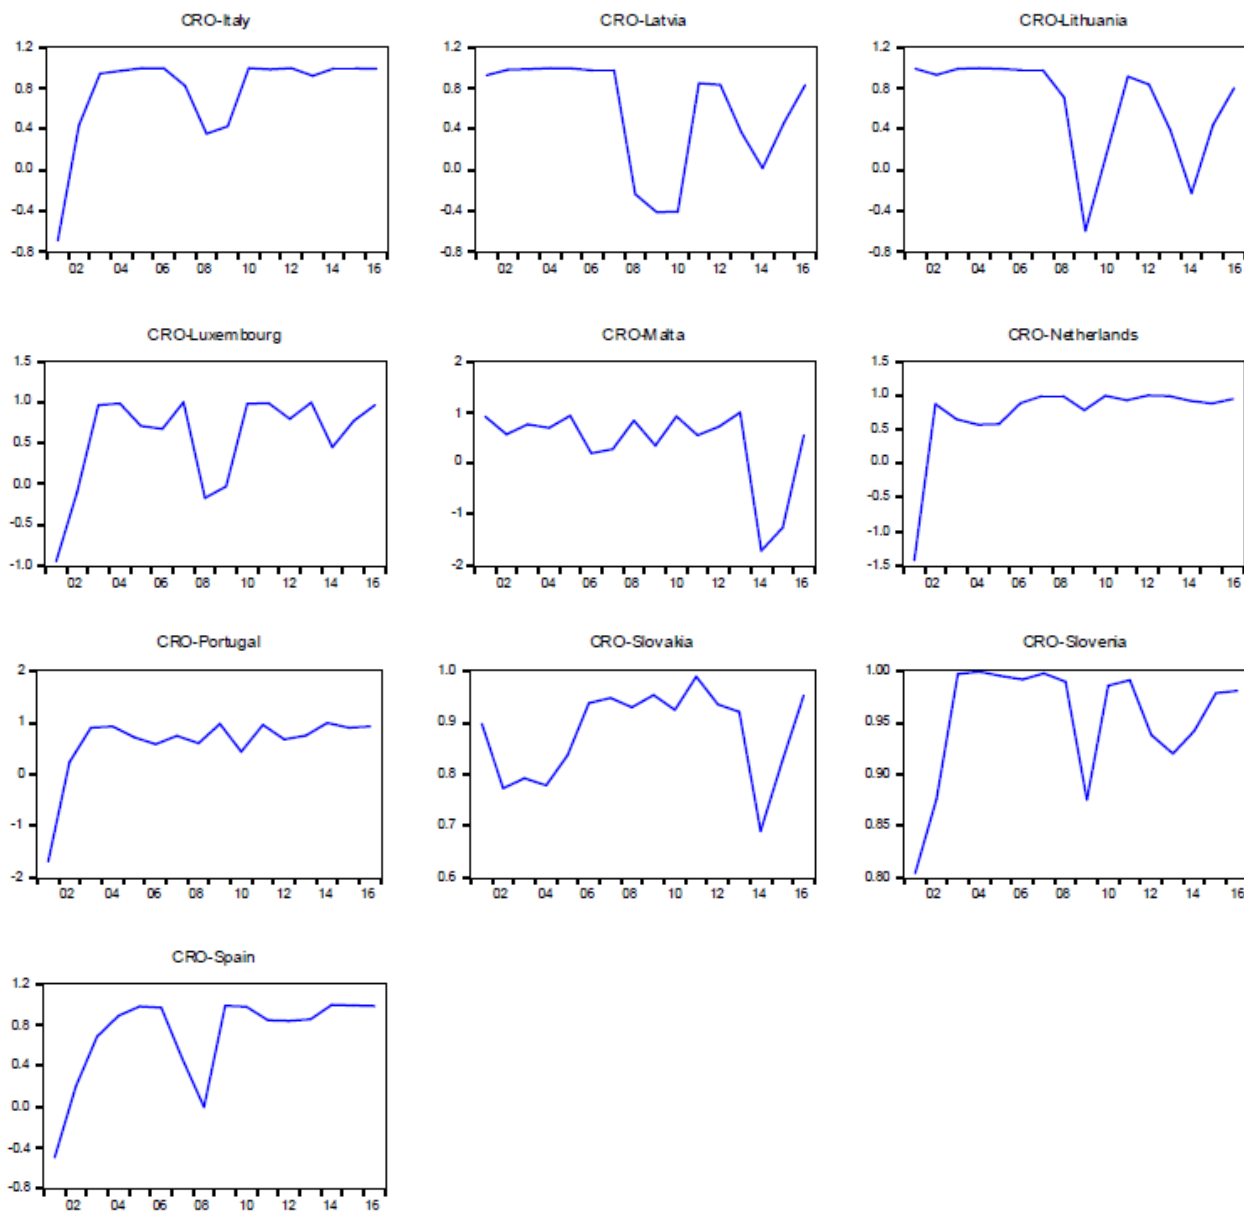 CRO-Italy
1.2
0.8
0.4
0.0
-0.4
-0.8
02 04 06 08 10 12 14 16
CRO-Latvia
1.2
0.8
0.4
0.0
-0.4
-0.8
02 04 06 08 10 12 14 16
CRO-Lithuania
1.2
0.8
0.4
0.0
-0.4
-0.8
02 04 06 08 10 12 14 16
CRO-Luxembourg
1.5
1.0
0.5
0.0
-0.5
-1.0
02 04 06 08 10 12 14 16
CRO-Malta
2
1
0
-1
-2
02 04 06 08 10 12 14 16
CRO-Netherlands
1.5
1.0
0.5
0.0
-0.5
-1.0
-1.5
02 04 06 08 10 12 14 16
CRO-Portugal
2
1
0
-1
-2
02 04 06 08 10 12 14 16
CRO-Slovakia
1.0
0.9
0.8
0.7
0.6
02 04 06 08 10 12 14 16
CRO-Slovenia
1.00
0.95
0.90
0.85
0.80
02 04 06 08 10 12 14 16
CRO-Spain
1.2
0.8
0.4
0.0
-0.4
-0.8
02 04 06 08 10 12 14 16